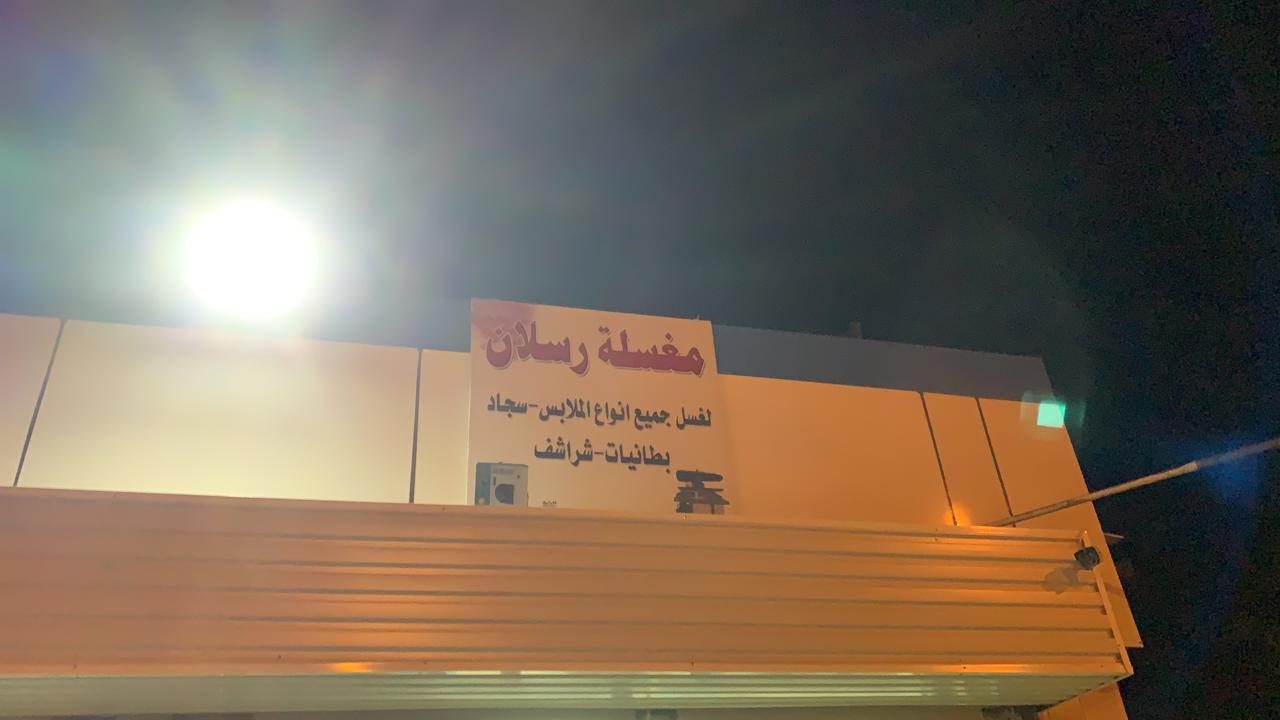 مغسلة رسلان
لغسل جميع انواع الملابس-سجاد
بطانيات-شراشف